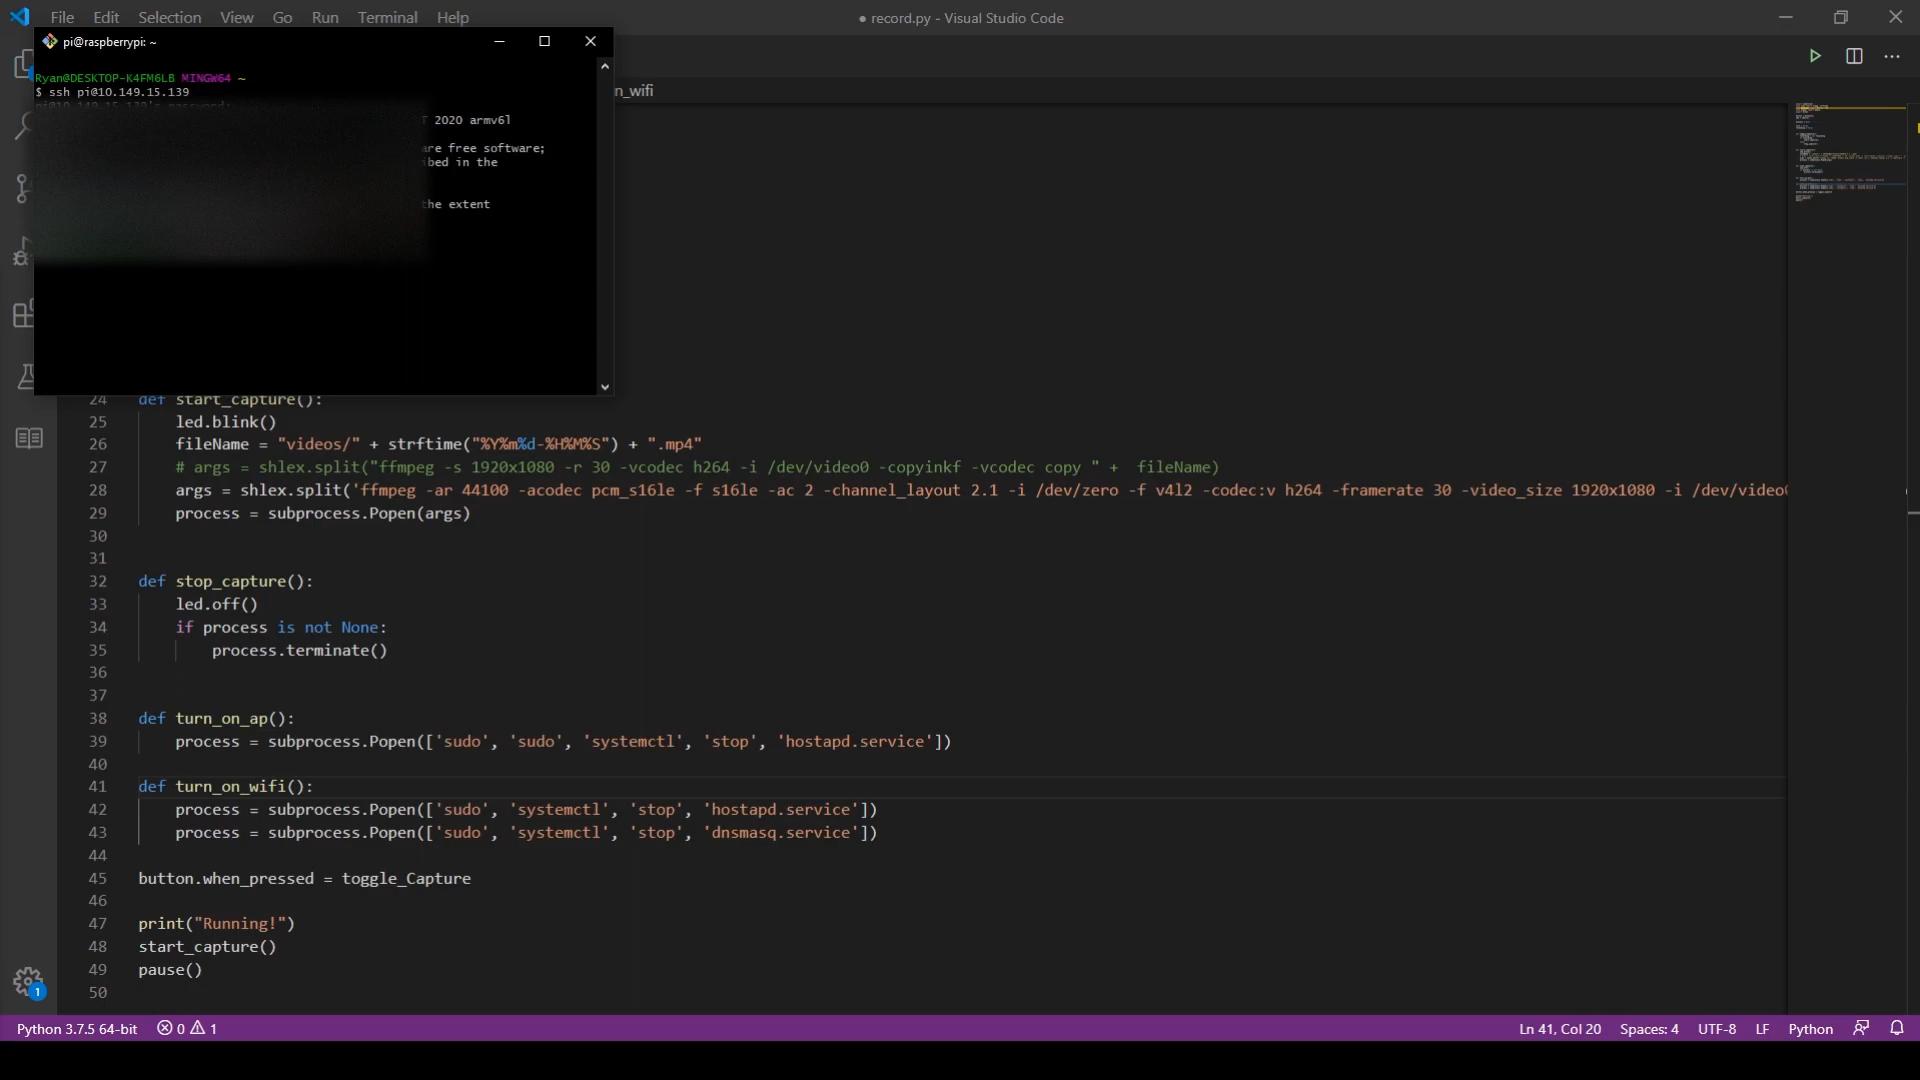 File Edit Selection View Go Run Terminal Help
● record.py - Visual Studio Code
pi@raspberrypi: ~
Ryan@DESKTOP-K4FM6LB MINGW64 ~
$ ssh pi@10.149.15.139
pi@10.149.15.139's password:
2020 armv6l
are free software;
ibed in the
the extent
n_wifi
24 def start_capture():
25 led.blink()
26 fileName = "videos/" + strftime("%Y%m%d-%H%M%S") + ".mp4"
27 # args = shlex.split("ffmpeg -s 1920x1080 -r 30 -vcodec h264 -i /dev/video0 -copyinkf -vcodec copy " +  fileName)
28 args = shlex.split('ffmpeg -ar 44100 -acodec pcm_s16le -f s16le -ac 2 -channel_layout 2.1 -i /dev/zero -f v4l2 -codec:v h264 -framerate 30 -video_size 1920x1080 -i /dev/video0
29 process = subprocess.Popen(args)
30
31
32 def stop_capture():
33 led.off()
34 if process is not None:
35 process.terminate()
36
37
38 def turn_on_ap():
39 process = subprocess.Popen(['sudo', 'sudo', 'systemctl', 'stop', 'hostapd.service'])
40
41 def turn_on_wifi():
42 process = subprocess.Popen(['sudo', 'systemctl', 'stop', 'hostapd.service'])
43 process = subprocess.Popen(['sudo', 'systemctl', 'stop', 'dnsmasq.service'])
44
45 button.when_pressed = toggle_Capture
46
47 print("Running!")
48 start_capture()
49 pause()
50
1
Python 3.7.5 64-bit 0 1 Ln 41, Col 20 Spaces: 4 UTF-8 LF Python